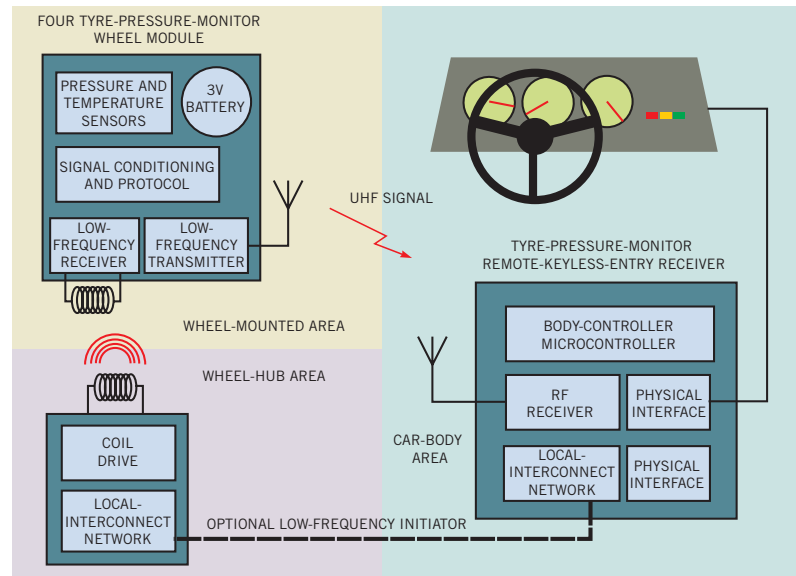 FOUR TYRE-PRESSURE-MONITOR
WHEEL MODULE
PRESSURE AND
TEMPERATURE
SENSORS
3V
BATTERY
SIGNAL CONDITIONING
AND PROTOCOL
LOW-
FREQUENCY
RECEIVER
LOW-
FREQUENCY
TRANSMITTER
WHEEL-MOUNTED AREA
UHF SIGNAL
TYRE-PRESSURE-MONITOR
REMOTE-KEYLESS-ENTRY RECEIVER
BODY-CONTROLLER
MICROCONTROLLER
RF
RECEIVER
PHYSICAL
INTERFACE
LOCAL-
INTERCONNECT
NETWORK
PHYSICAL
INTERFACE
CAR-BODY
AREA
WHEEL-HUB AREA
COIL
DRIVE
LOCAL-
INTERCONNECT
NETWORK
OPTIONAL LOW-FREQUENCY INITIATOR